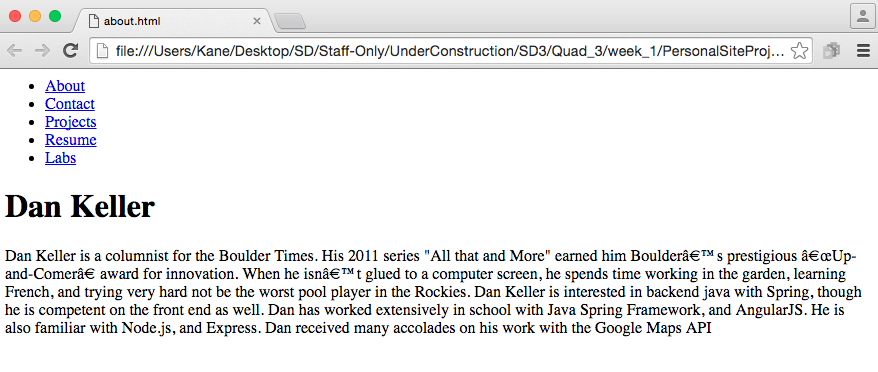 about.html
file:///Users/Kane/Desktop/SD/Staff-Only/UnderConstruction/SD3/Quad_3/week_1/PersonalSiteProj...
About
Contact
Projects
Resume
Labs
Dan Keller
Dan Keller is a columnist for the Boulder Times. His 2011 series "All that and More" earned him Boulderâ€™s prestigious â€œUp-
and-Comerâ€ award for innovation. When he isnâ€™t glued to a computer screen, he spends time working in the garden, learning
French, and trying very hard not be the worst pool player in the Rockies. Dan Keller is interested in backend java with Spring, though
he is competent on the front end as well. Dan has worked extensively in school with Java Spring Framework, and AngularJS. He is
also familiar with Node.js, and Express. Dan received many accolades on his work with the Google Maps API